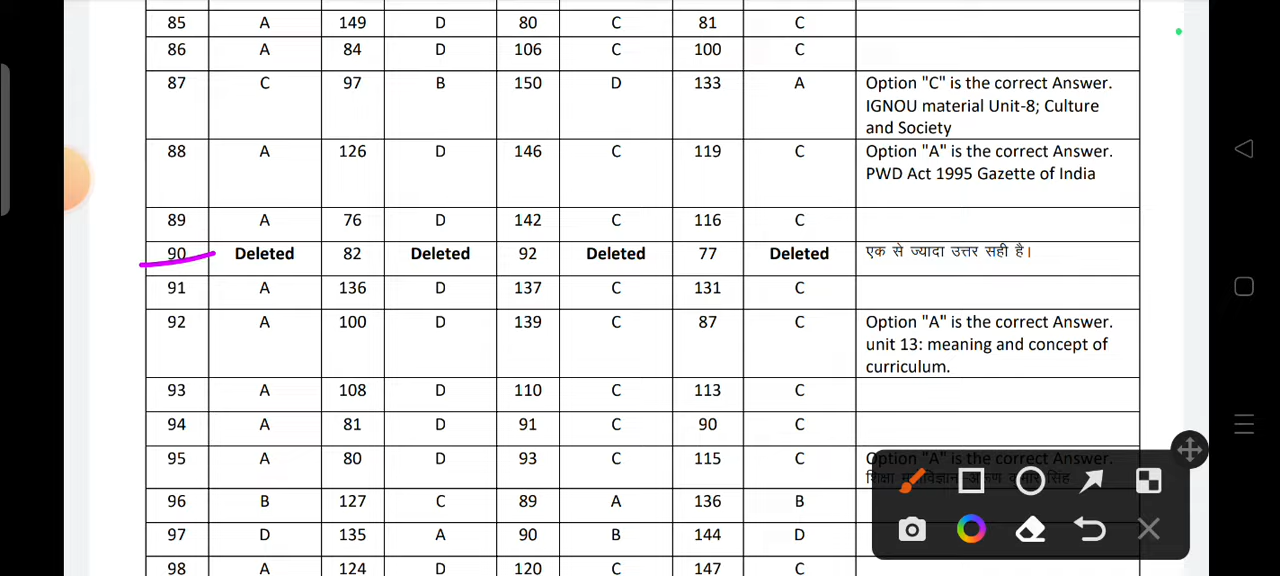 85 A 149 D 80 C 81 C
86 A 84 D 106 C 100 C
87 C 97 B 150 D 133 A Option "C" is the correct Answer.
IGNOU material Unit-8; Culture
and Society
88 A 126 D 146 C 119 C Option "A" is the correct Answer.
PWD Act 1995 Gazette of India
89 A 76 D 142 C 116 C
90 Deleted 82 Deleted 92 Deleted 77 Deleted एक से ज्यादा उत्तर सही है।
91 A 136 D 137 C 131 C
92 A 100 D 139 C 87 C Option "A" is the correct Answer.
unit 13: meaning and concept of
curriculum.
93 A 108 D 110 C 113 C
94 A 81 D 91 C 90 C
95 A 80 D 93 C 115 C Option "A" is the correct Answer.
शिक्षा सिंह
96 B 127 C 89 A 136 B
97 D 135 A 90 B 144 D
98 A 124 D 120 C 147 C